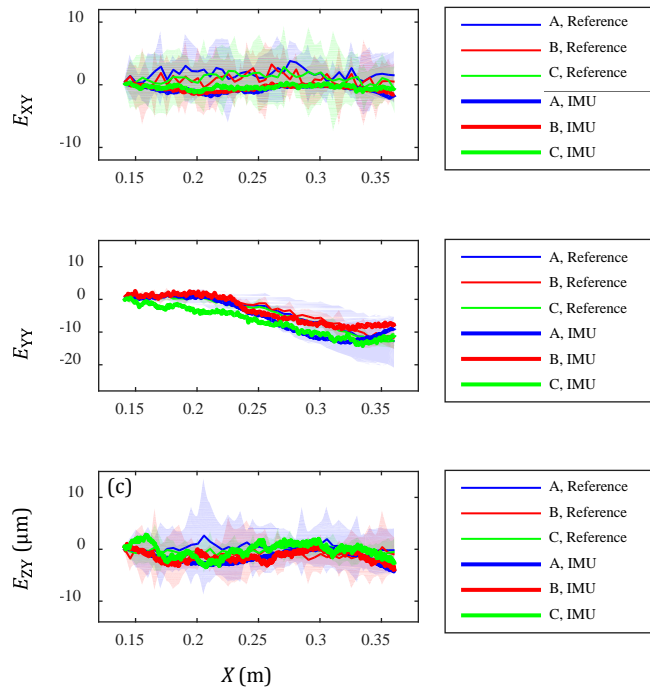 10
0
-10
E_XY
0.15 0.2 0.25 0.3 0.35
A, Reference
B, Reference
C, Reference
A, IMU
B, IMU
C, IMU
10
0
-10
-20
E_YY
0.15 0.2 0.25 0.3 0.35
A, Reference
B, Reference
C, Reference
A, IMU
B, IMU
C, IMU
(c)
10
0
-10
E_ZY (μm)
0.15 0.2 0.25 0.3 0.35
X (m)
A, Reference
B, Reference
C, Reference
A, IMU
B, IMU
C, IMU